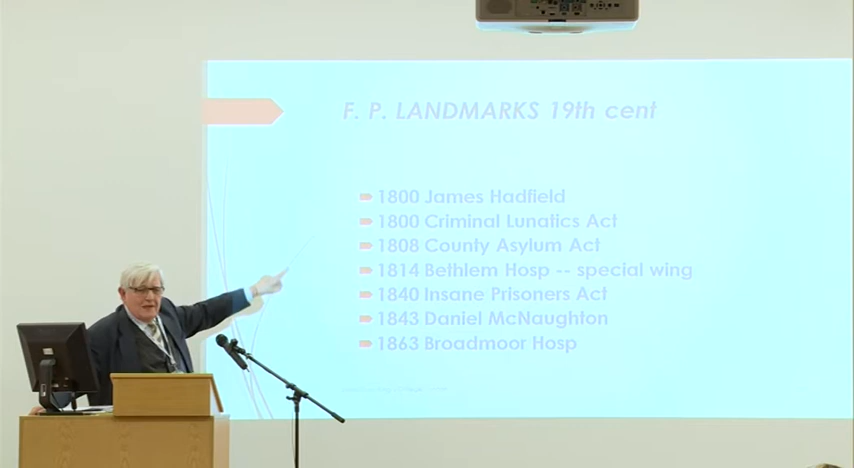 F. P. LANDMARKS 19th cent
1800 James Hadfield
1800 Criminal Lunatics Act
1808 County Asylum Act
1814 Bethlem Hosp -- special wing
1840 Insane Prisoners Act
1843 Daniel McNaughton
1863 Broadmoor Hosp